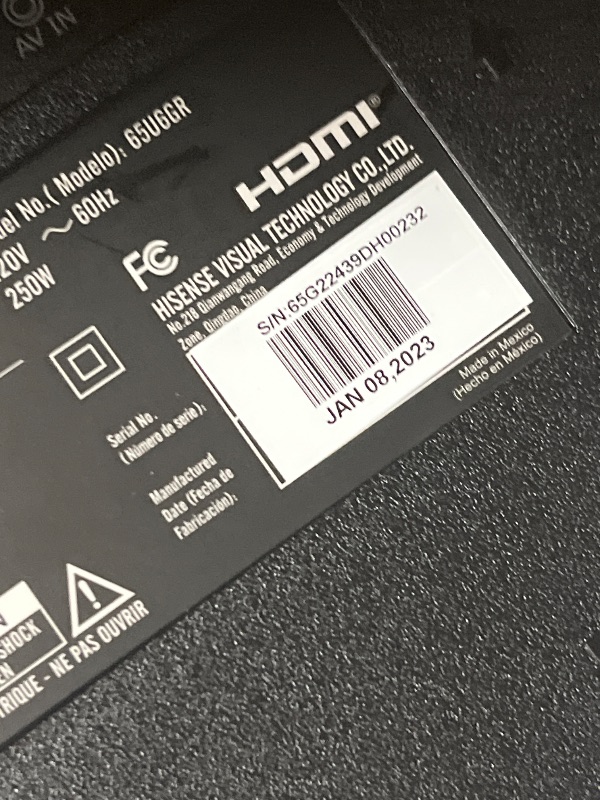 AV IN
No.( Modelo): 65U6GR
20V ~ 60Hz
250W
HDMI®
FC
HISENSE VISUAL TECHNOLOGY CO.,LTD.
No.218 Qianwangang Road, Economy & Technology Development
Zone, Qingdao, China
S/N:65G22439DH00232
JAN 08,2023
Serial No.
(Número de serie):
Manufactured
Date (Fecha de
Fabricación):
Made in Mexico
(Hecho en México)
SHOCK
EN
TRIQUE - NE PAS OUVRIR